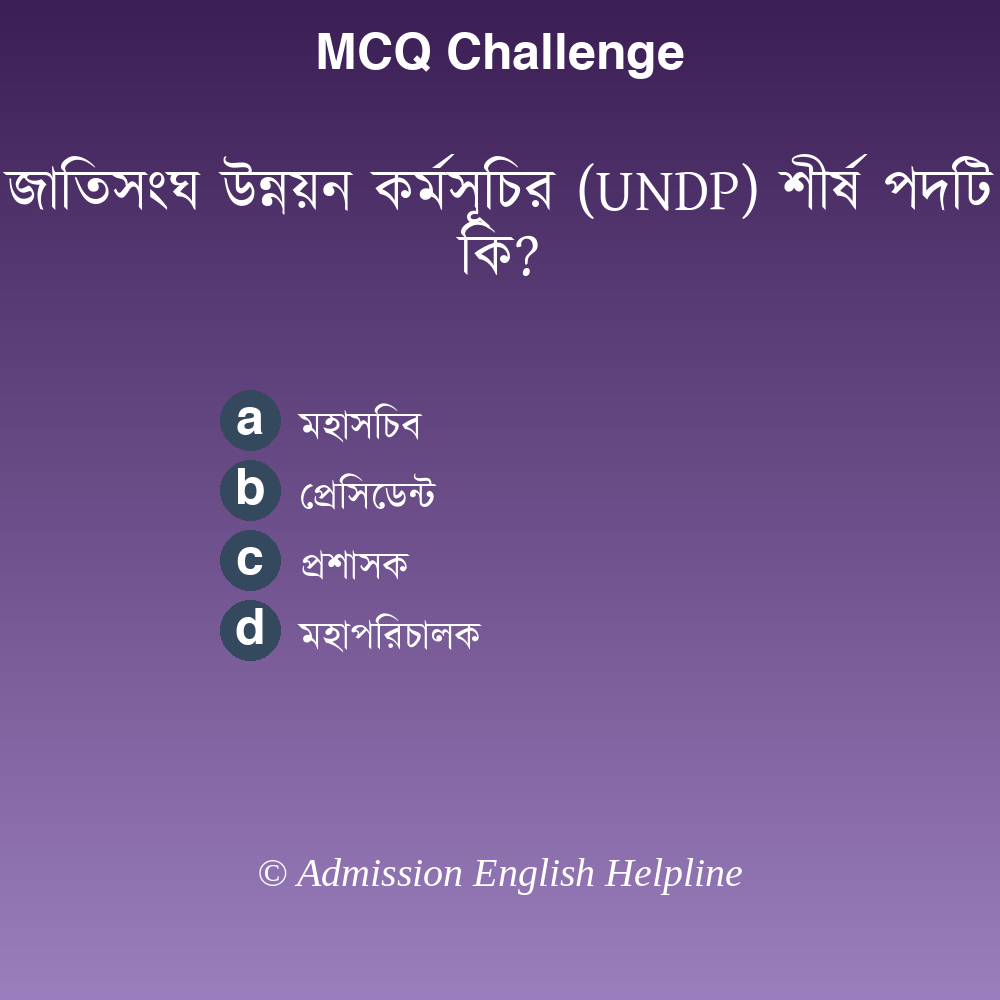 MCQ Challenge
জাতিসংঘ উন্নয়ন কর্মসূচির (UNDP) শীর্ষ পদটি
কি?
a মহাসচিব
b প্রেসিডেন্ট
c প্রশাসক
d মহাপরিচালক
© Admission English Helpline